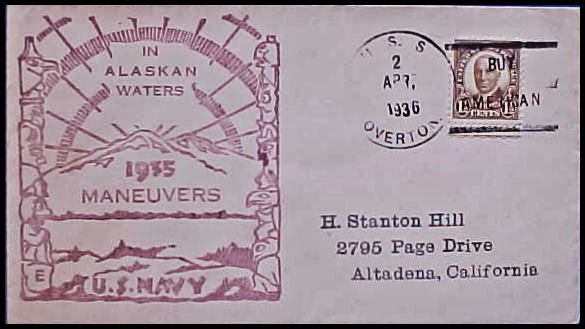 IN
ALASKAN
WATERS
1935
MANEUVERS
E
U.S. NAVY
U. S. S
2
APR,
1936
OVERTON
BUY
AMERICAN
H. Stanton Hill
2795 Page Drive
Altadena, California